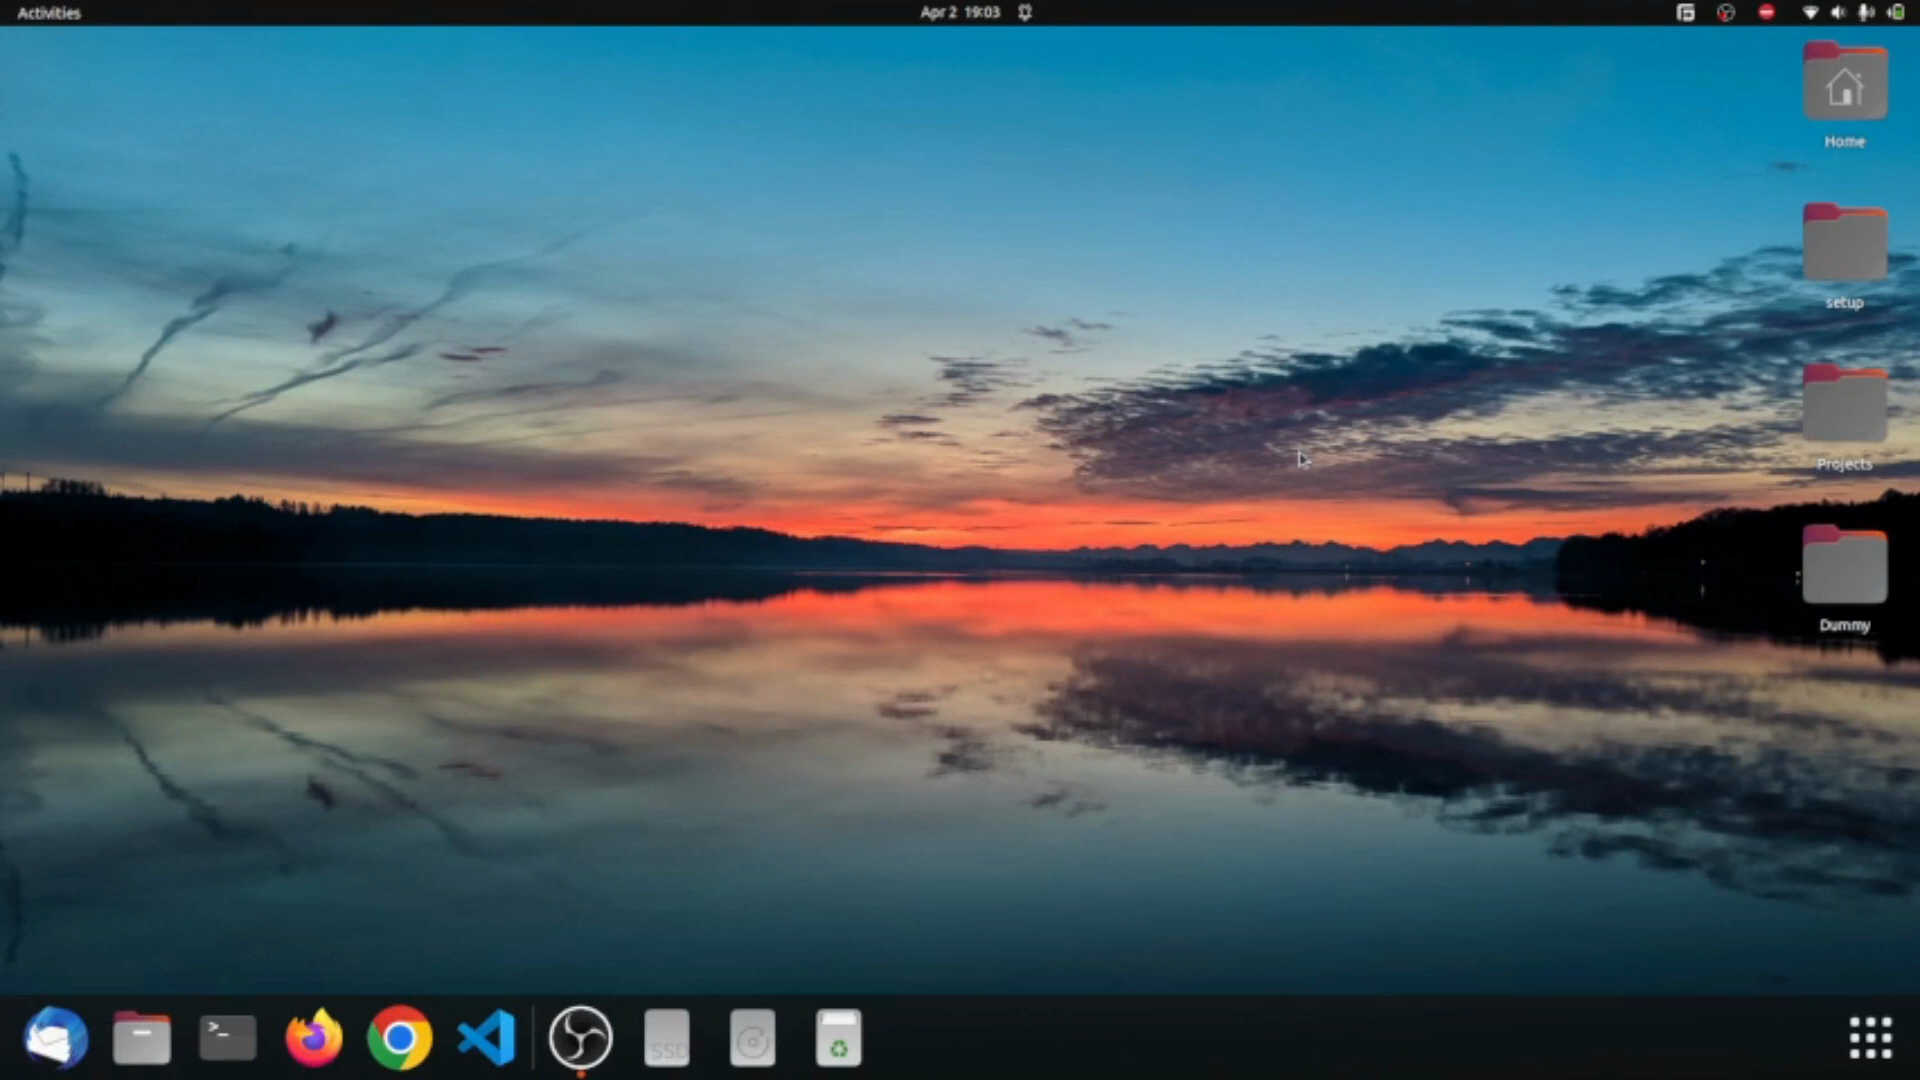 Activities
Apr 2 19:03
Home
setup
Projects
Dummy
>_
SSD